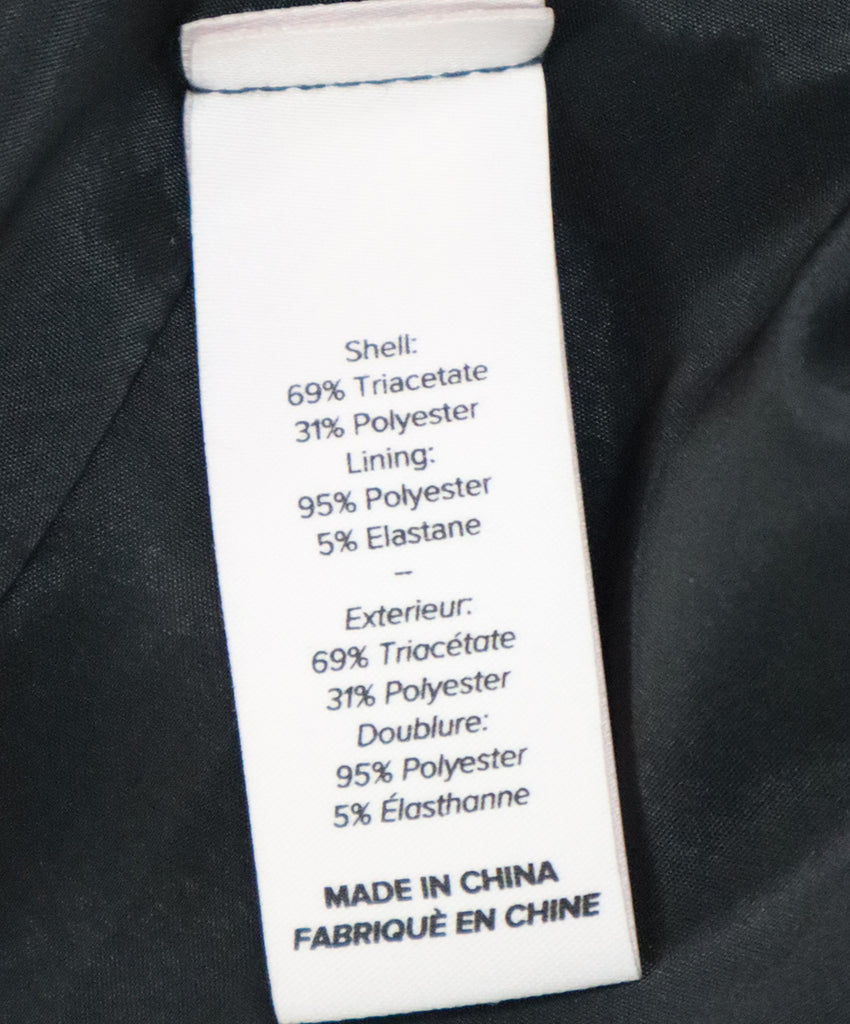 Shell:
69% Triacetate
31% Polyester
Lining:
95% Polyester
5% Elastane
–
Exterieur:
69% Triacétate
31% Polyester
Doublure:
95% Polyester
5% Élasthanne
MADE IN CHINA
FABRIQUÈ EN CHINE